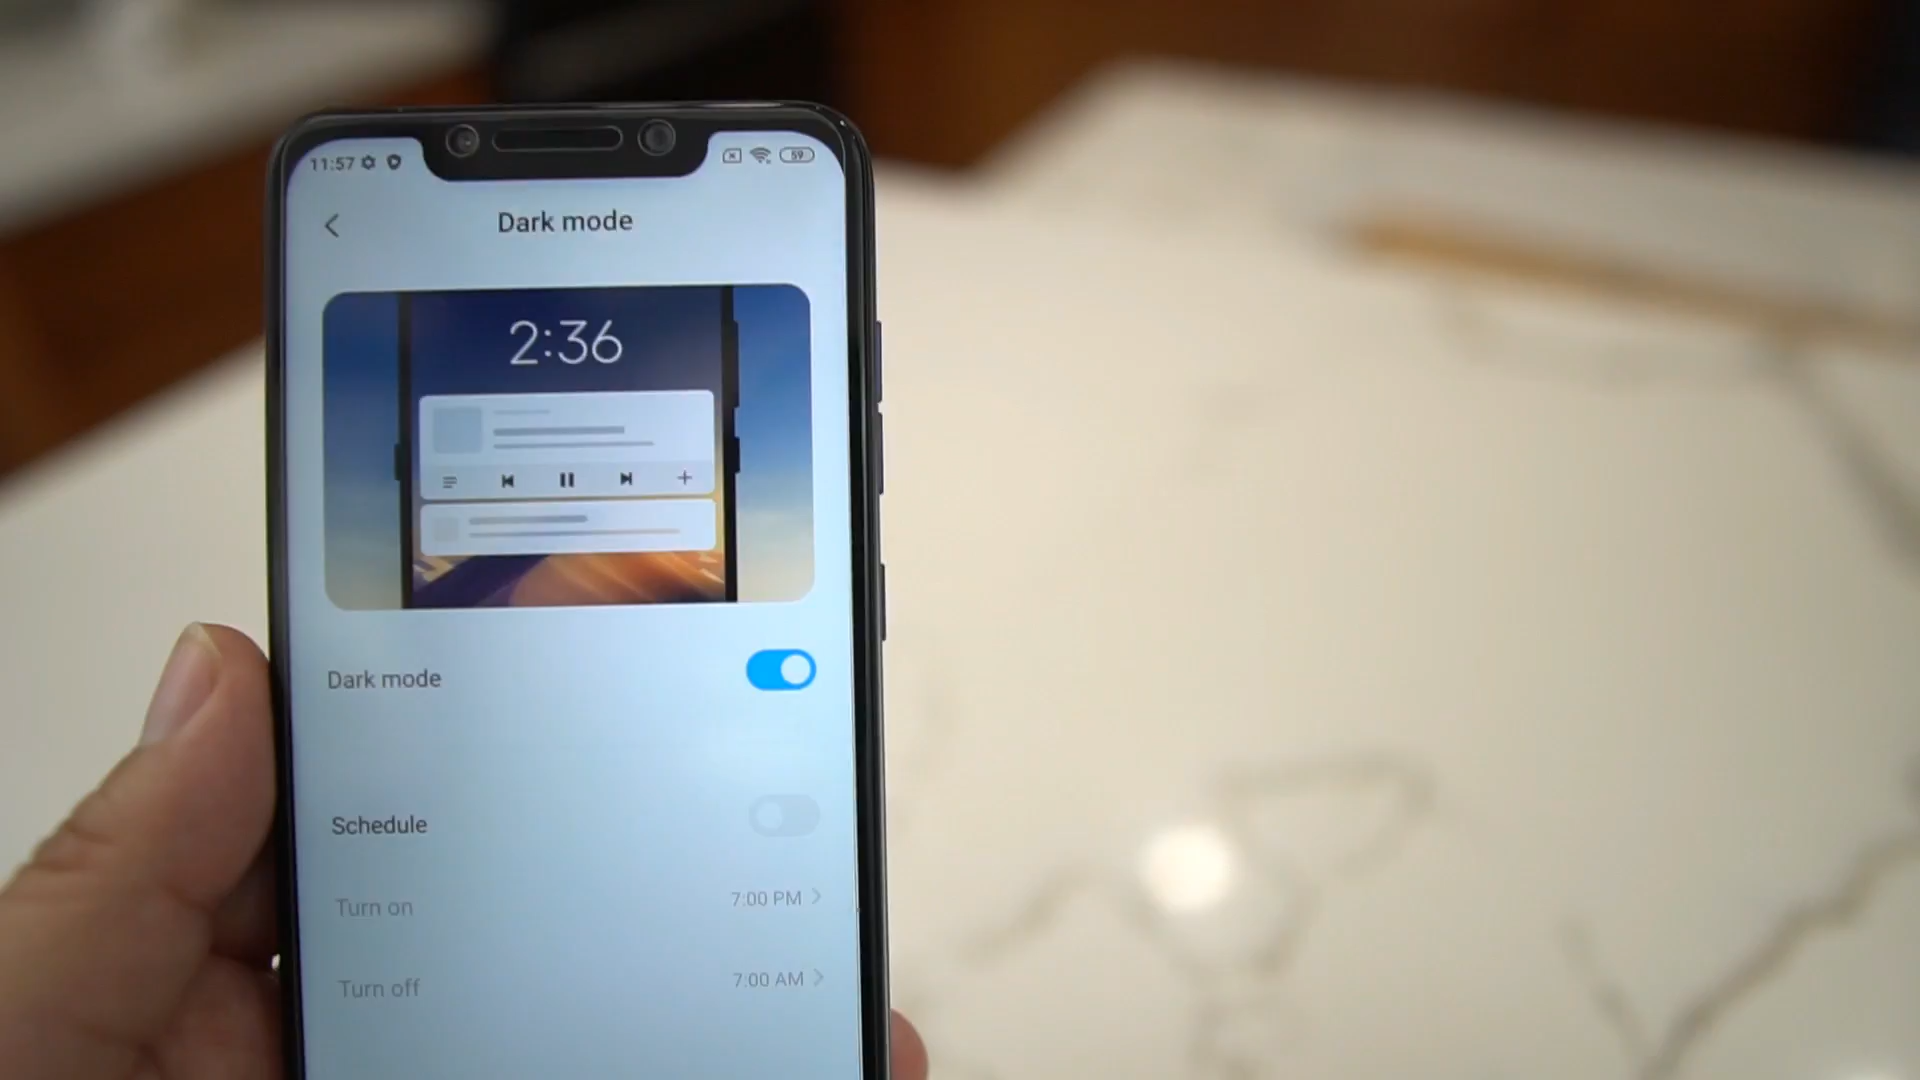 11:57
59
Dark mode
2:36
Dark mode
Schedule
Turn on 7:00 PM
Turn off 7:00 AM